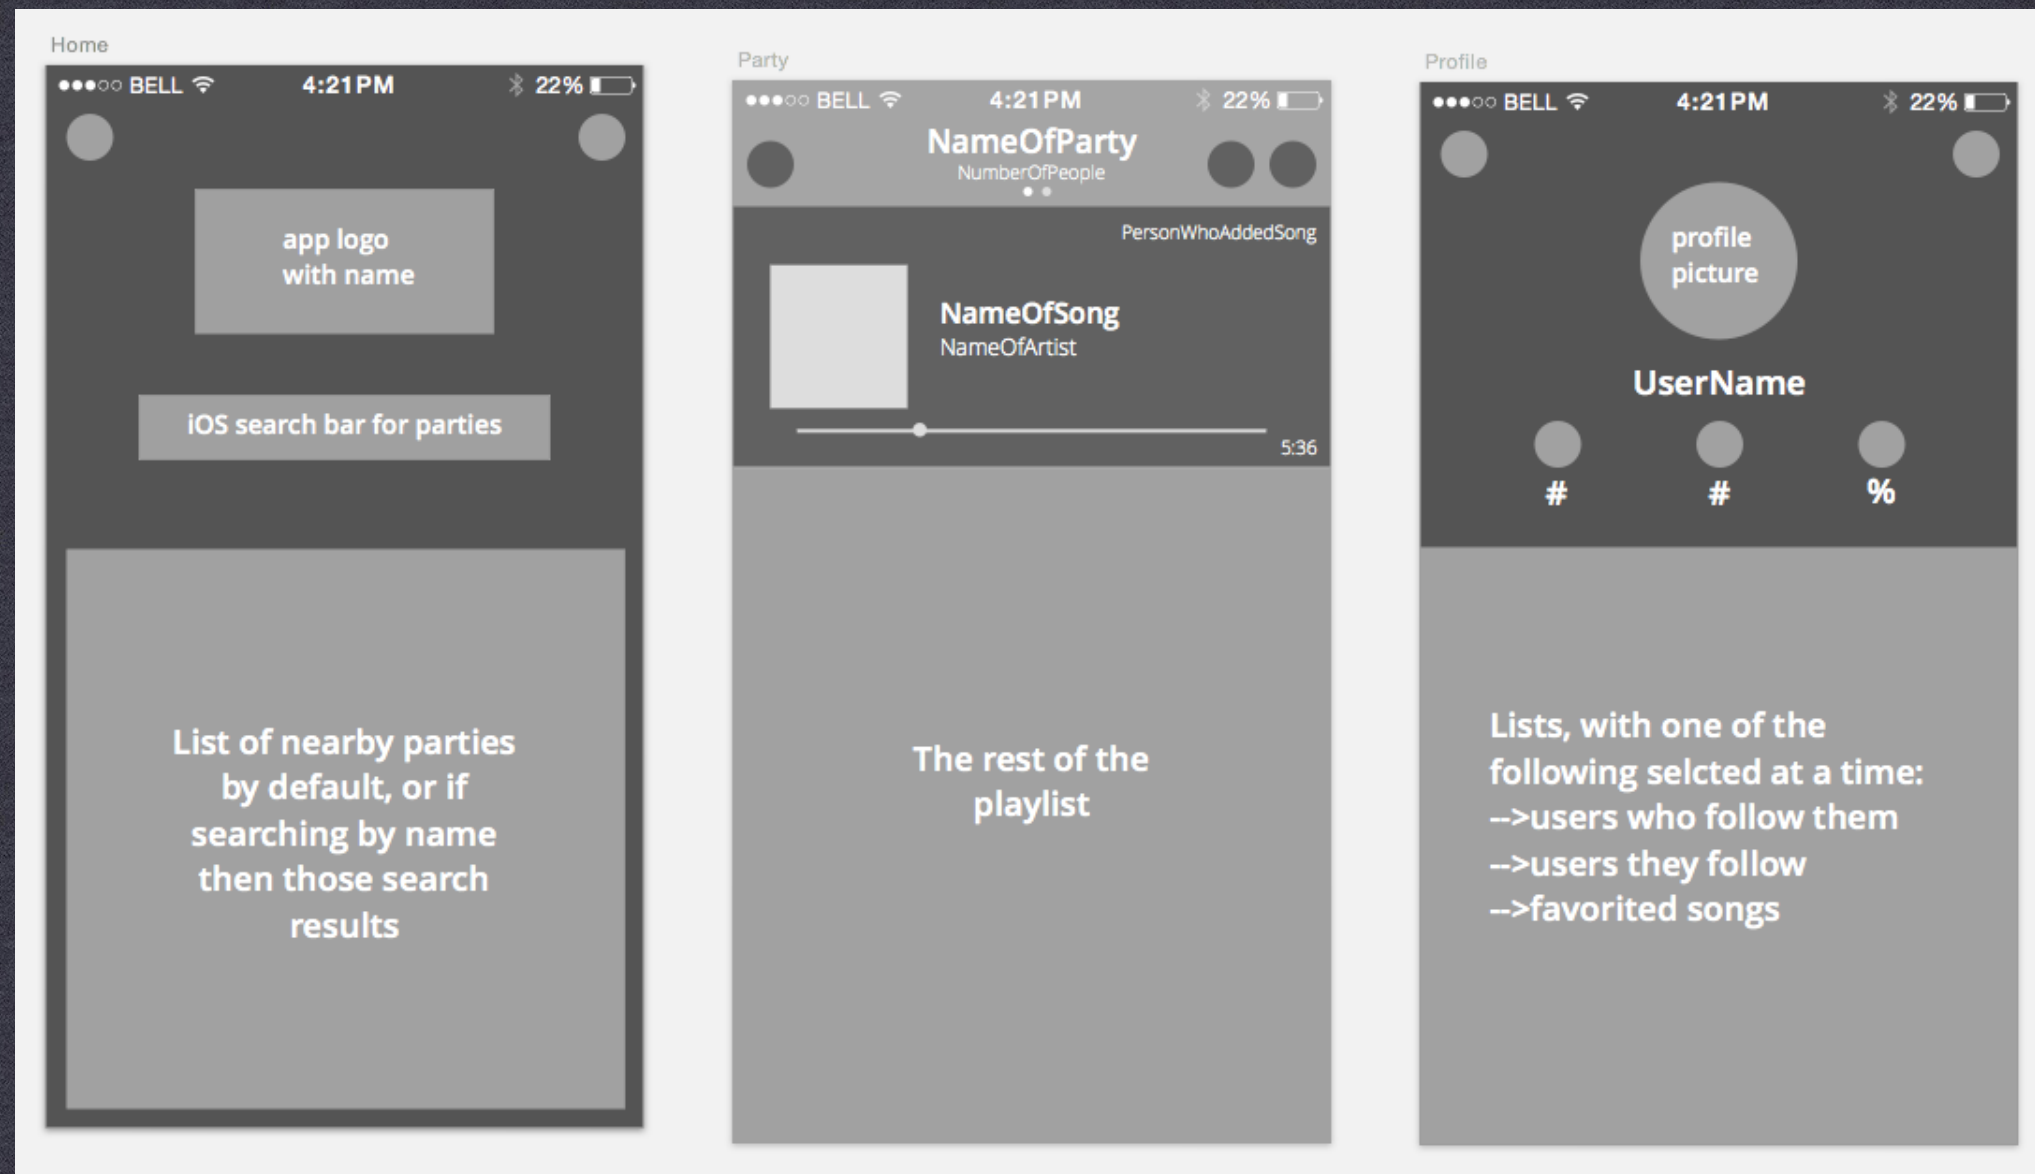 Home
BELL 4:21PM 22%
app logo
with name
iOS search bar for parties
List of nearby parties
by default, or if
searching by name
then those search
results
Party
BELL 4:21PM 22%
NameOfParty
NumberOfPeople
PersonWhoAddedSong
NameOfSong
NameOfArtist
5:36
The rest of the
playlist
Profile
BELL 4:21PM 22%
profile
picture
UserName
# # %
Lists, with one of the
following selcted at a time:
-->users who follow them
-->users they follow
-->favorited songs